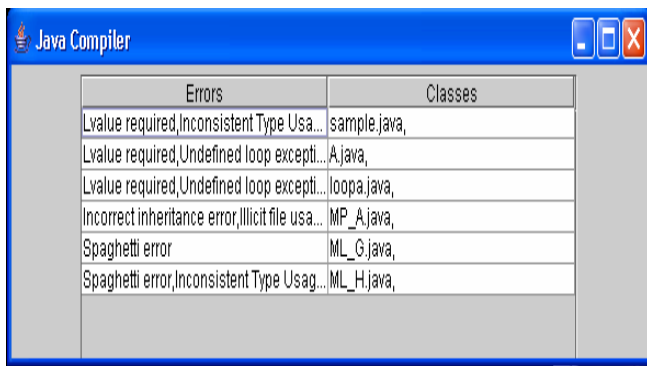 Java Compiler
Errors Classes
Lvalue required,Inconsistent Type Usa... sample.java,
Lvalue required,Undefined loop excepti... A.java,
Lvalue required,Undefined loop excepti... loopa.java,
Incorrect inheritance error,Illicit file usa... MP_A.java,
Spaghetti error ML_G.java,
Spaghetti error,Inconsistent Type Usag... ML_H.java,